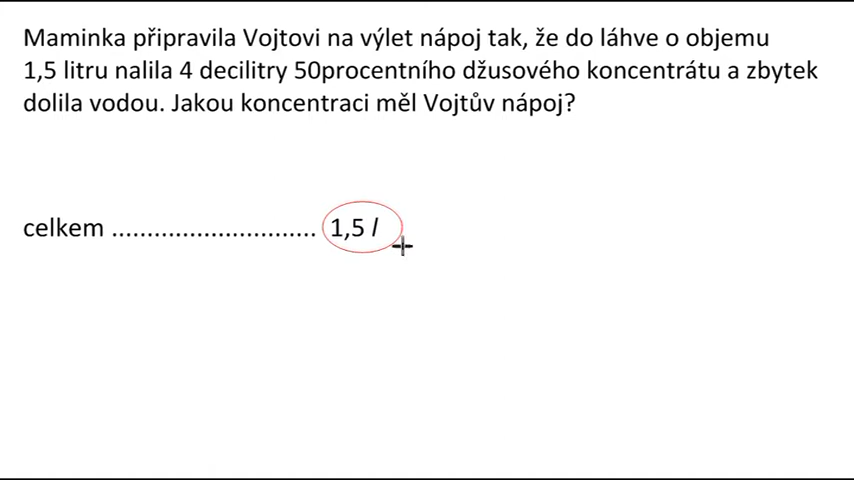 Maminka připravila Vojtovi na výlet nápoj tak, že do láhve o objemu
1,5 litru nalila 4 decilitry 50procentního džusového koncentrátu a zbytek
dolila vodou. Jakou koncentraci měl Vojtův nápoj?
celkem ............................. 1,5 l